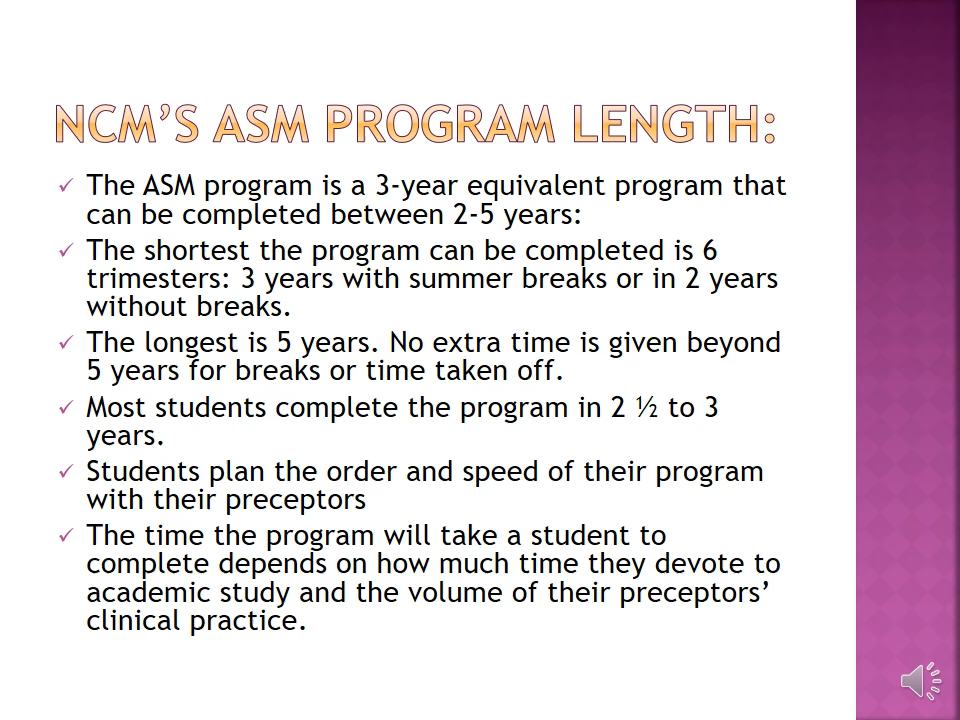 NCM’S ASM PROGRAM LENGTH:
The ASM program is a 3-year equivalent program that
can be completed between 2-5 years:
The shortest the program can be completed is 6
trimesters: 3 years with summer breaks or in 2 years
without breaks.
The longest is 5 years. No extra time is given beyond
5 years for breaks or time taken off.
Most students complete the program in 2 ½ to 3
years.
Students plan the order and speed of their program
with their preceptors
The time the program will take a student to
complete depends on how much time they devote to
academic study and the volume of their preceptors’
clinical practice.